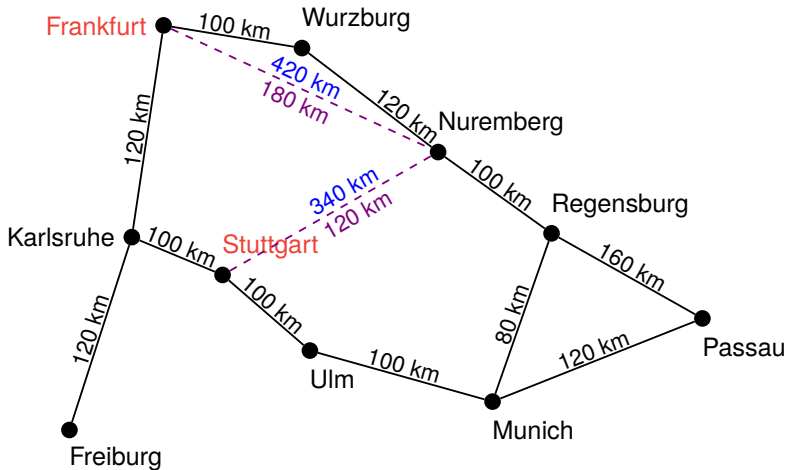 Wurzburg
Frankfurt
100 km
420 km
180 km
120 km
Nuremberg
120 km
100 km
340 km
120 km
Regensburg
Karlsruhe
100 km
Stuttgart
160 km
100 km
80 km
120 km
120 km
100 km
Passau
Ulm
Munich
Freiburg